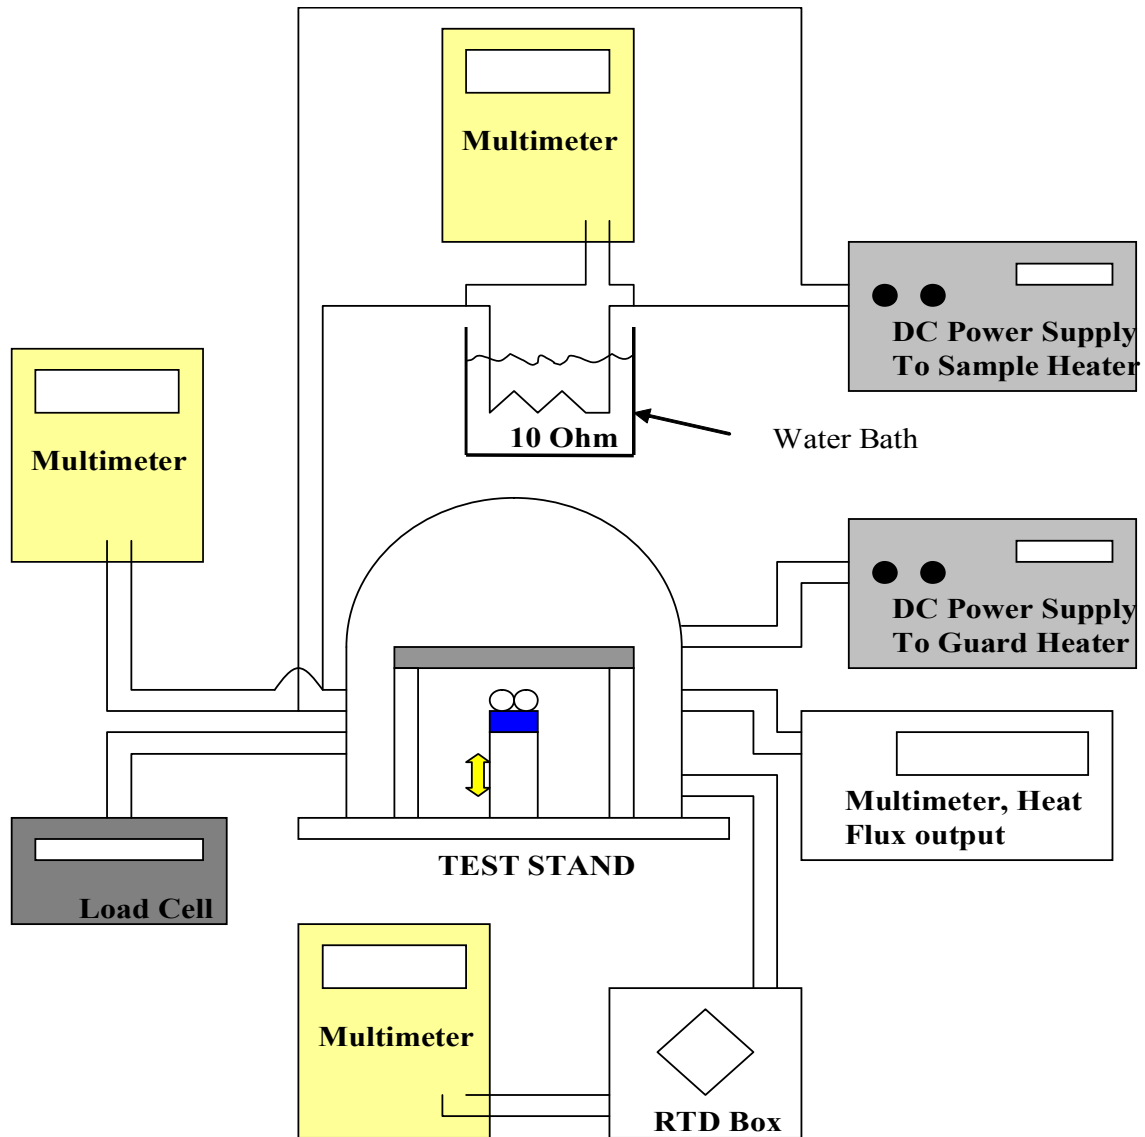 Multimeter
DC Power Supply
To Sample Heater
10 Ohm
Water Bath
Multimeter
DC Power Supply
To Guard Heater
Multimeter, Heat
Flux output
TEST STAND
Load Cell
Multimeter
RTD Box